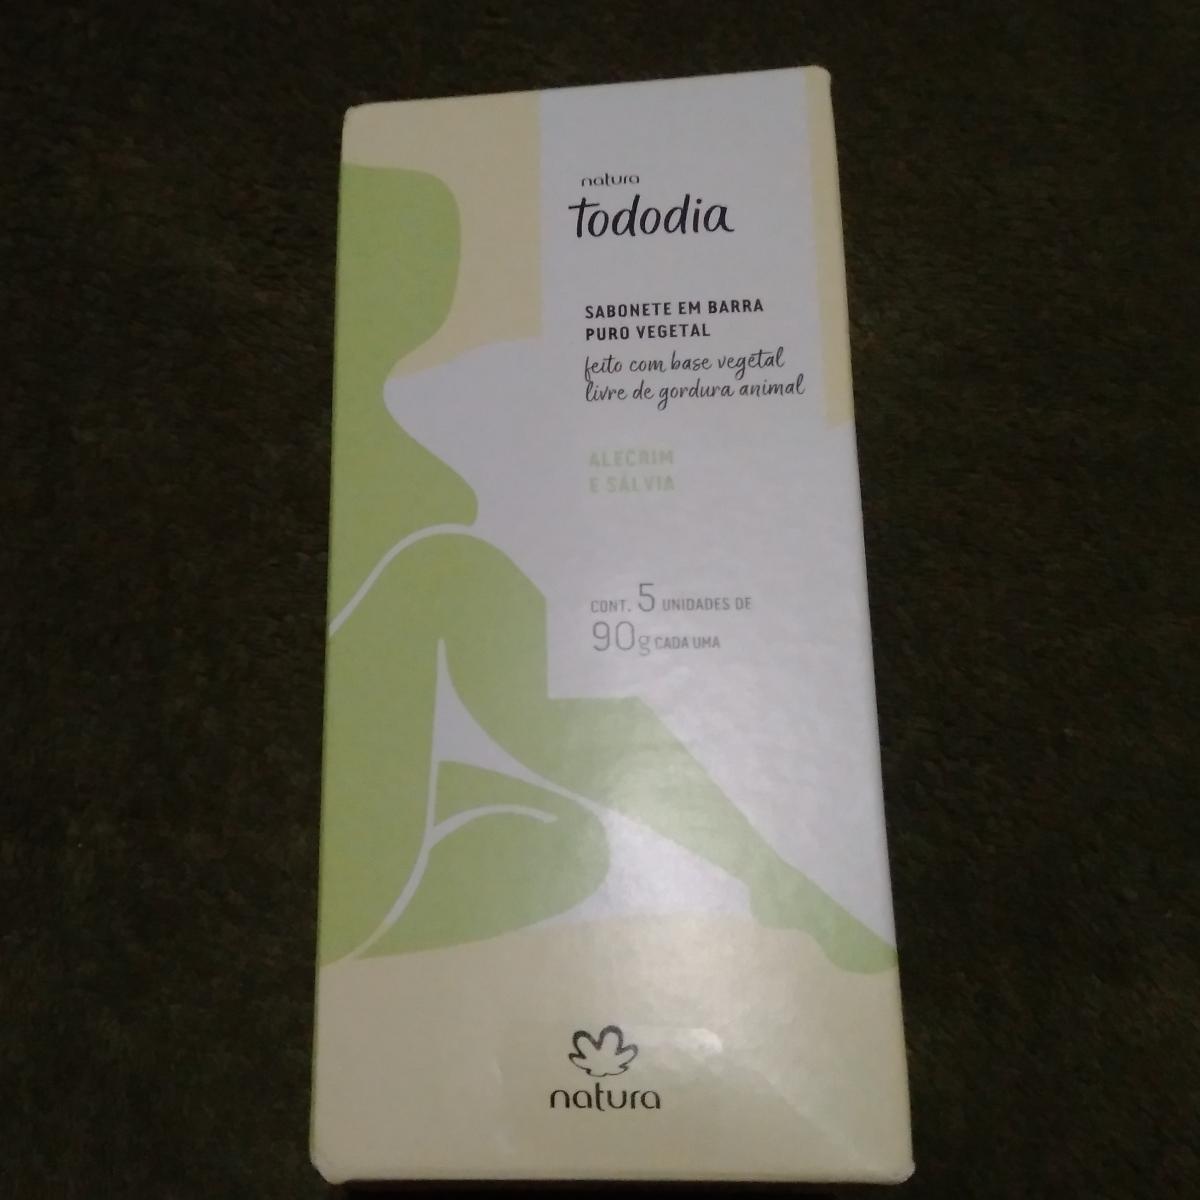 natura
Tododia
SABONETE EM BARRA
PURO VEGETAL
feito com base vegetal
livre de gordura animal
ALECRIM
E SÁLVIA
CONT. 5 UNIDADES DE
90g CADA UMA
natura